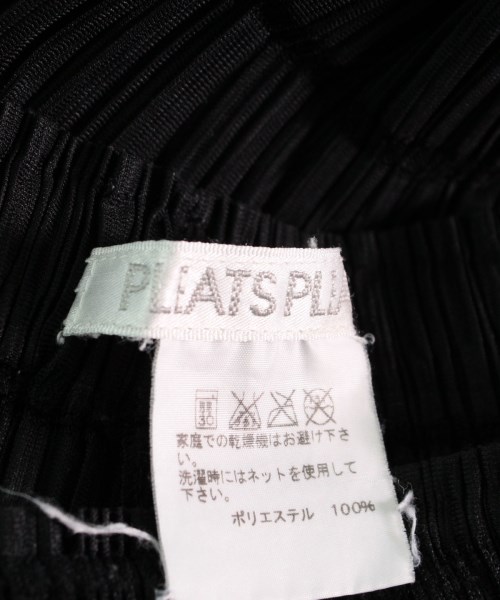 PLEATS PLEA
30
家庭での乾燥機はお避け下さ
い。
洗濯時にはネットを使用して
下さい。
ポリエステル 100%